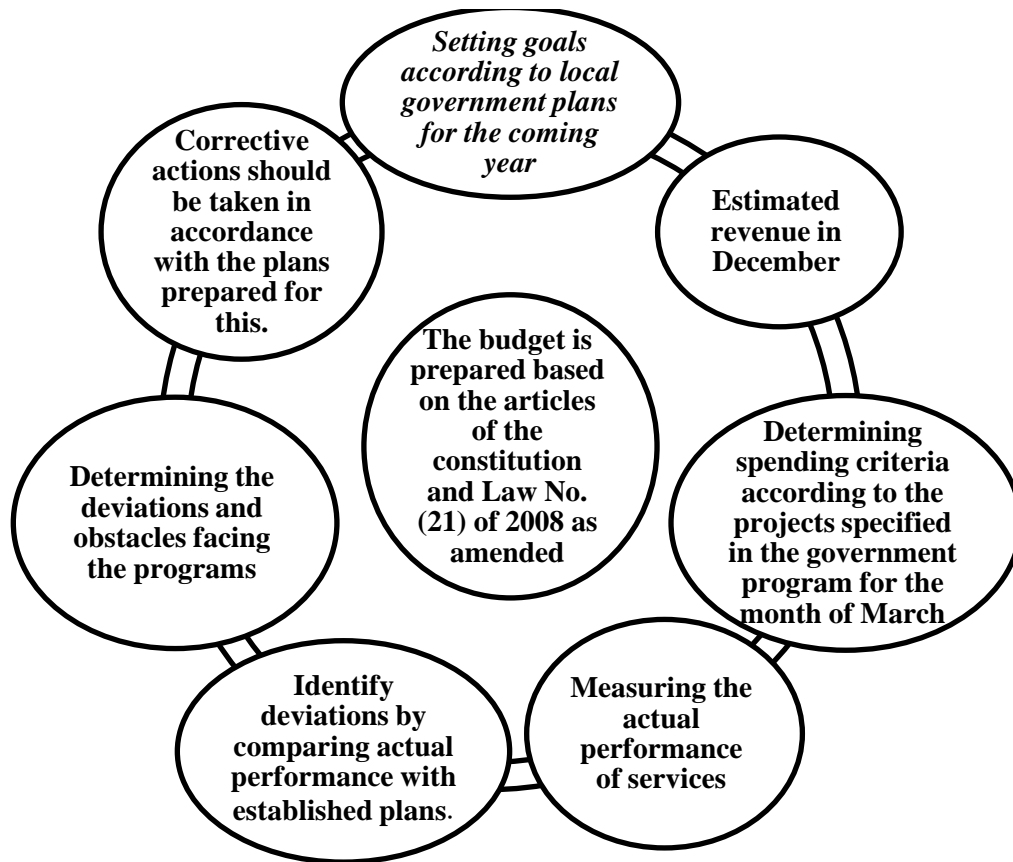 Setting goals
according to local
government plans
for the coming
year
Estimated
revenue in
December
Determining
spending criteria
according to the
projects specified
in the government
program for the
month of March
Measuring the
actual
performance
of services
Identify
deviations by
comparing actual
performance with
established plans.
Determining the
deviations and
obstacles facing
the programs
Corrective
actions should
be taken in
accordance
with the plans
prepared for
this.
The budget is
prepared based
on the articles
of the
constitution
and Law No.
(21) of 2008 as
amended